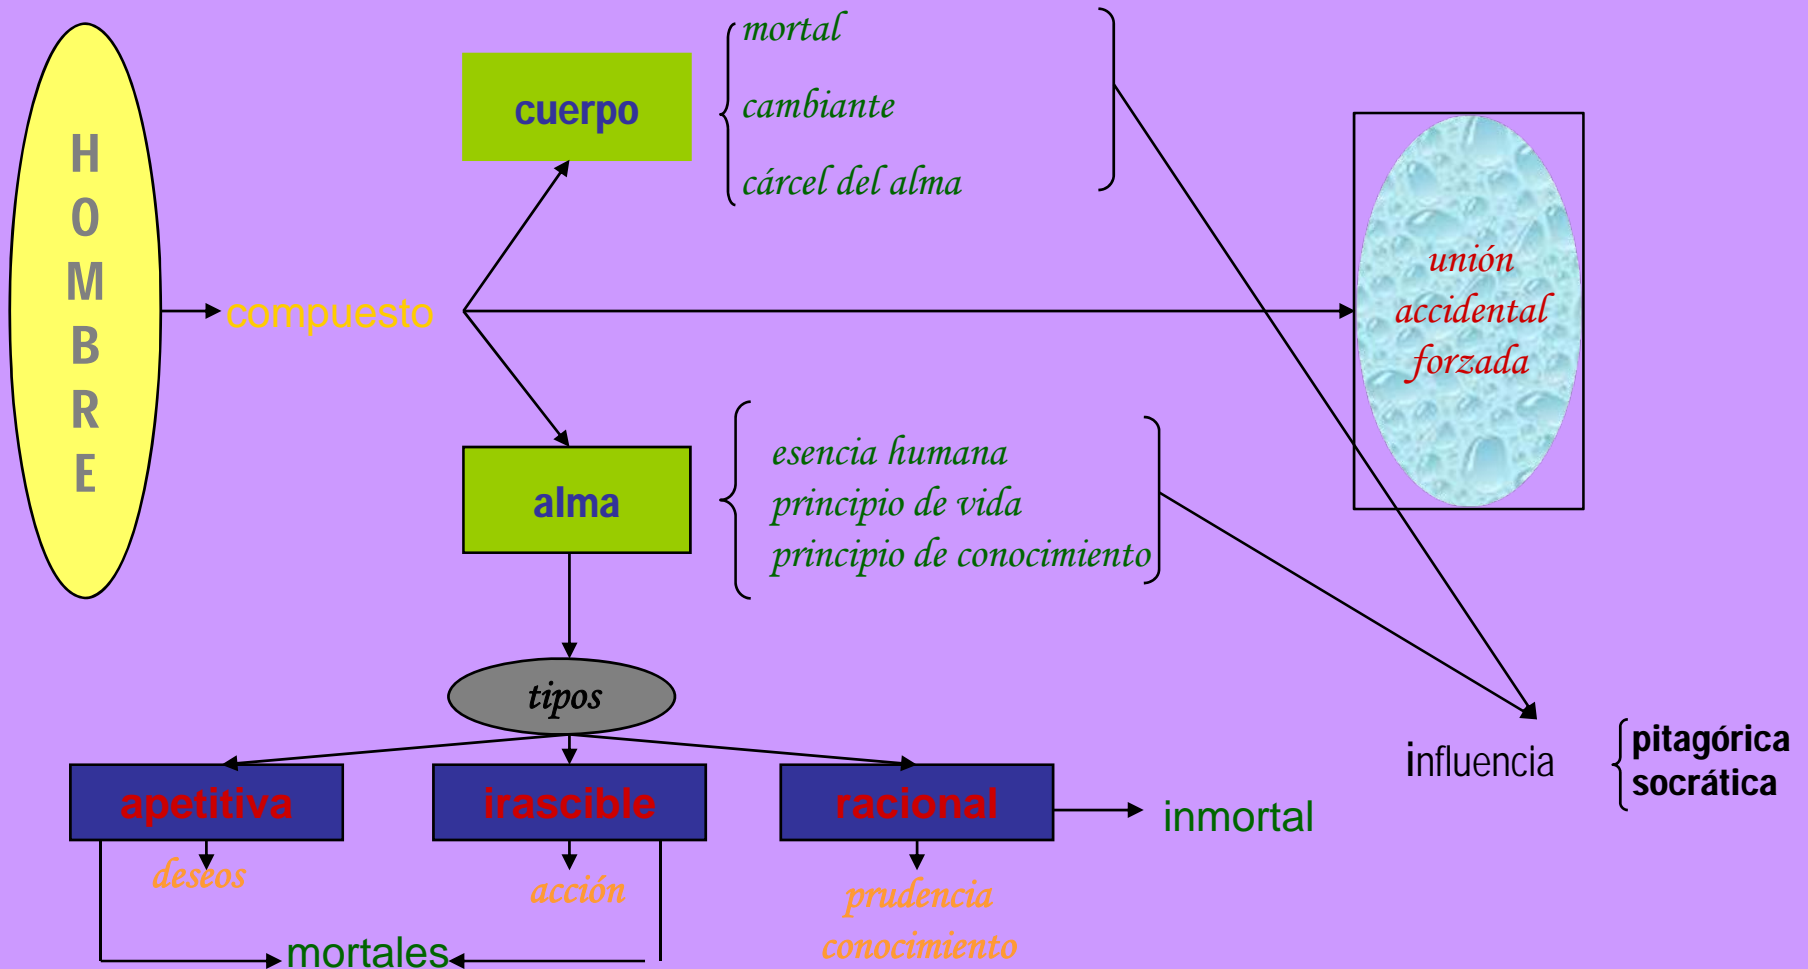 HOMBRE
compuesto
cuerpo
mortal
cambiante
cárcel del alma
unión
accidental
forzada
alma
esencia humana
principio de vida
principio de conocimiento
tipos
influencia
pitagórica
socrática
apetitiva
irascible
racional
inmortal
deseos
acción
prudencia
conocimiento
mortales